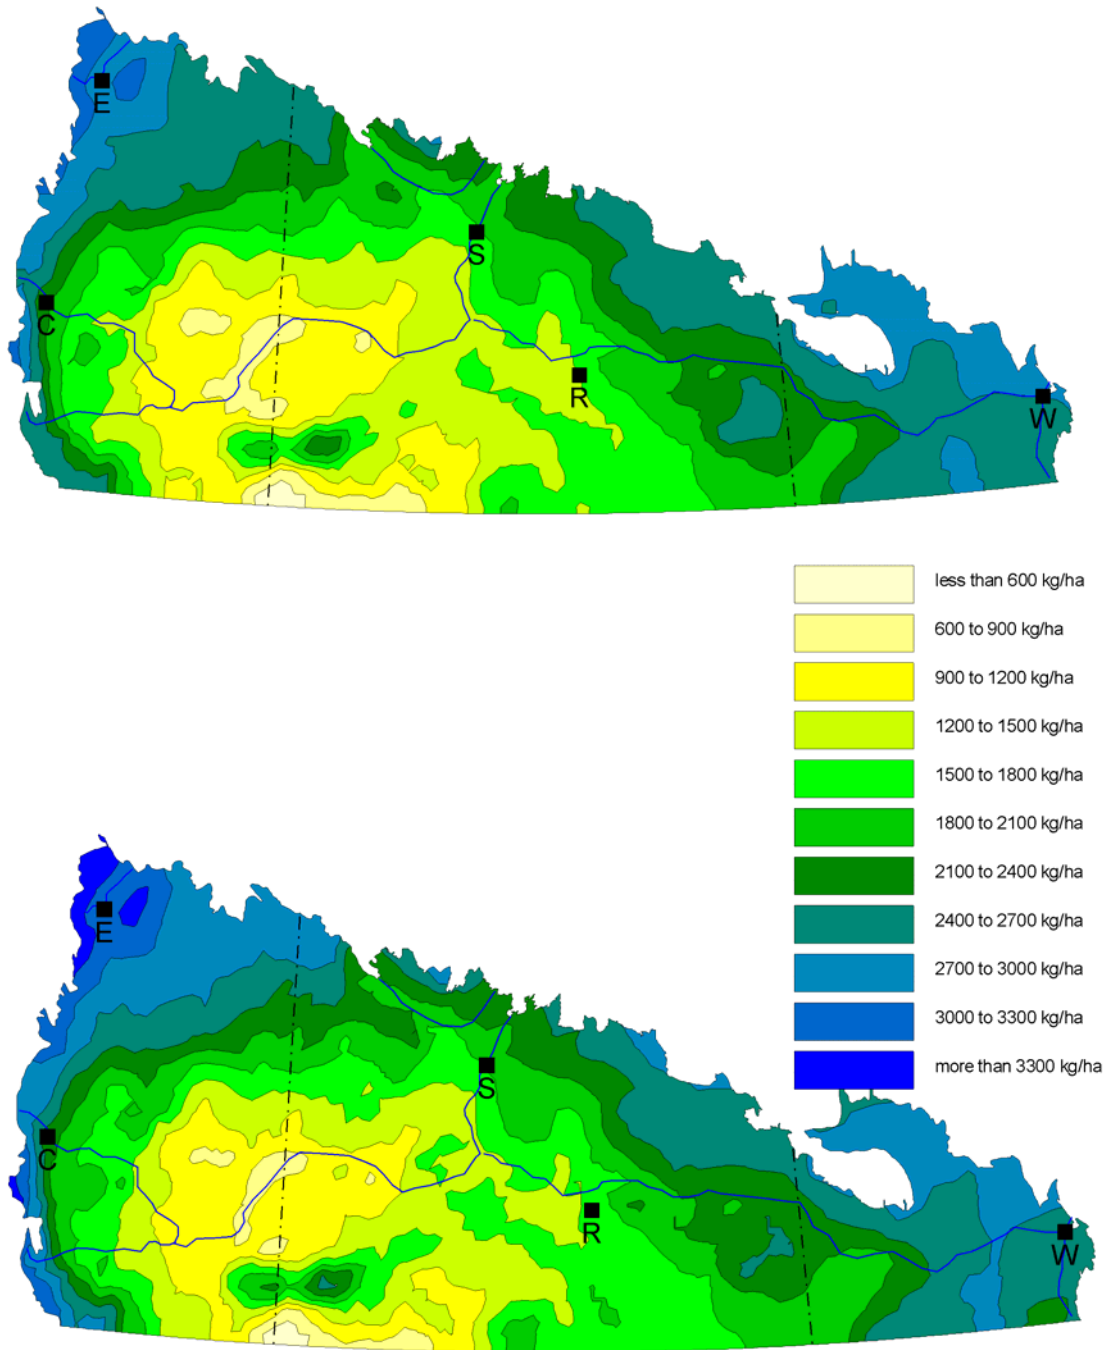 E
S
C
R
W
less than 600 kg/ha
600 to 900 kg/ha
900 to 1200 kg/ha
1200 to 1500 kg/ha
1500 to 1800 kg/ha
1800 to 2100 kg/ha
2100 to 2400 kg/ha
2400 to 2700 kg/ha
2700 to 3000 kg/ha
3000 to 3300 kg/ha
more than 3300 kg/ha
E
S
C
R
W